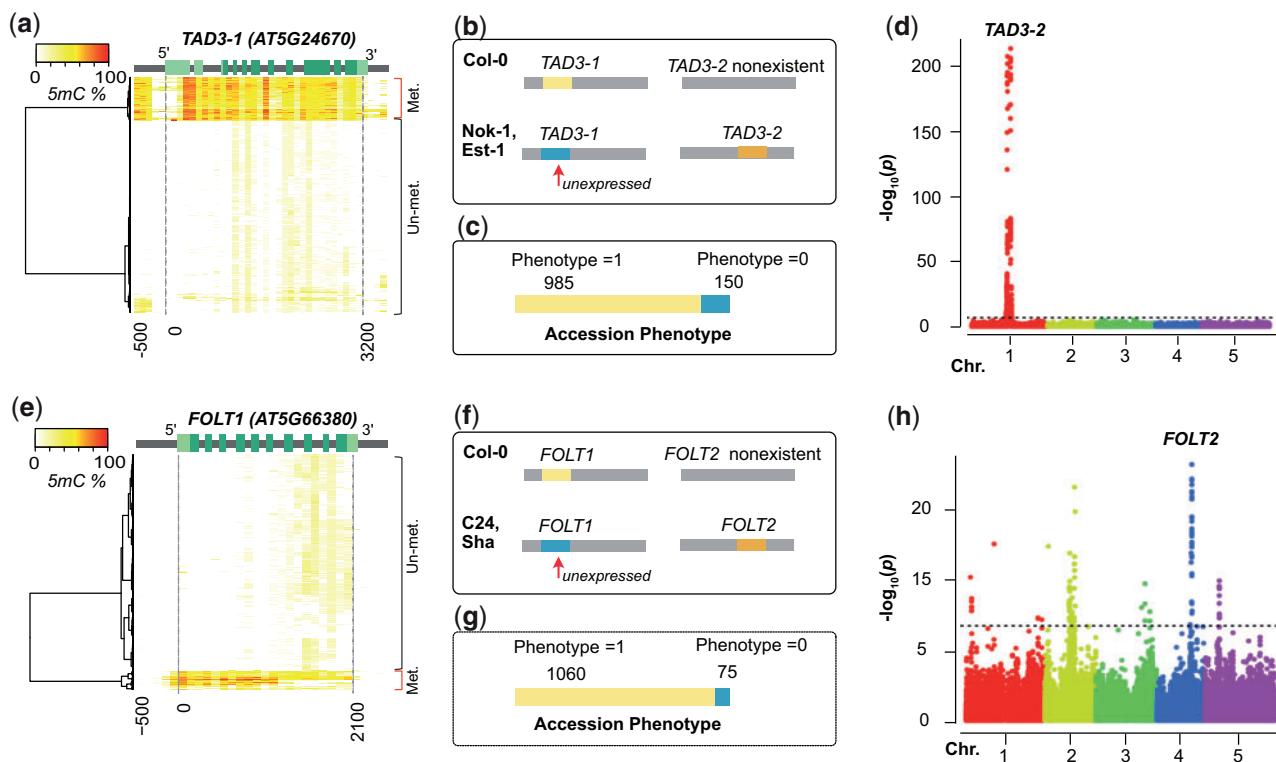 (a)
TAD3-1 (AT5G24670)
0 100
5mC %
5' 3'
Met.
Un-met.
-500 0 3200
(b)
Col-0 TAD3-1 TAD3-2 nonexistent
Nok-1, Est-1 TAD3-1 TAD3-2
unexpressed
(c)
Phenotype =1 Phenotype =0
985 150
Accession Phenotype
(d)
TAD3-2
-log10(p)
200
150
100
50
0
Chr. 1 2 3 4 5
(e)
FOLT1 (AT5G66380)
0 100
5mC %
5' 3'
Un-met.
Met.
-500 0 2100
(f)
Col-0 FOLT1 FOLT2 nonexistent
C24, Sha FOLT1 FOLT2
unexpressed
(g)
Phenotype =1 Phenotype =0
1060 75
Accession Phenotype
(h)
FOLT2
-log10(p)
20
15
10
5
0
Chr. 1 2 3 4 5